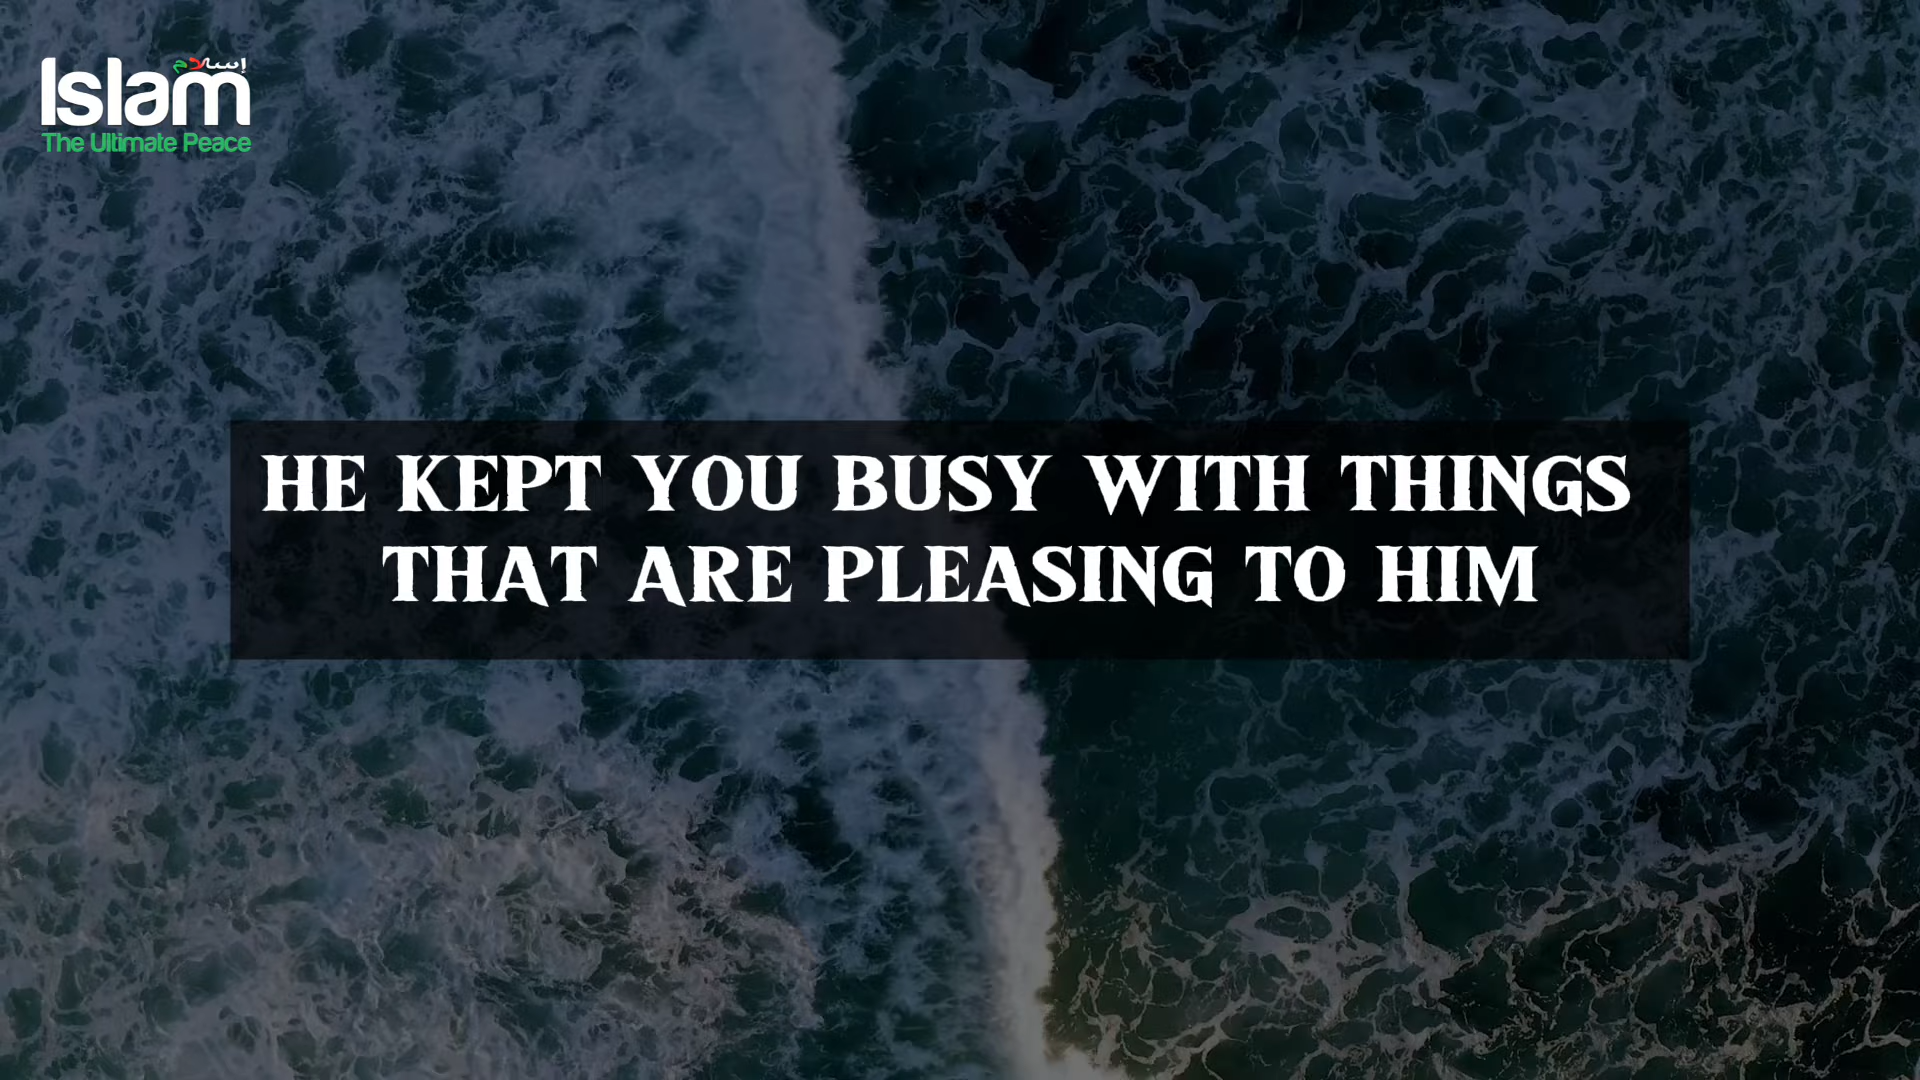 إسلام
Islam
The Ultimate Peace
HE KEPT YOU BUSY WITH THINGS
THAT ARE PLEASING TO HIM